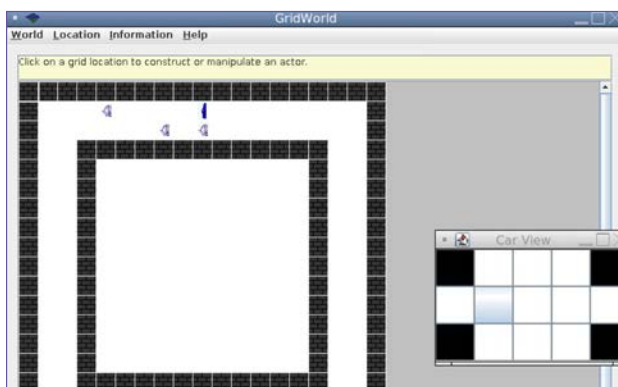 GridWorld
World Location Information Help
Click on a grid location to construct or manipulate an actor.
Car View